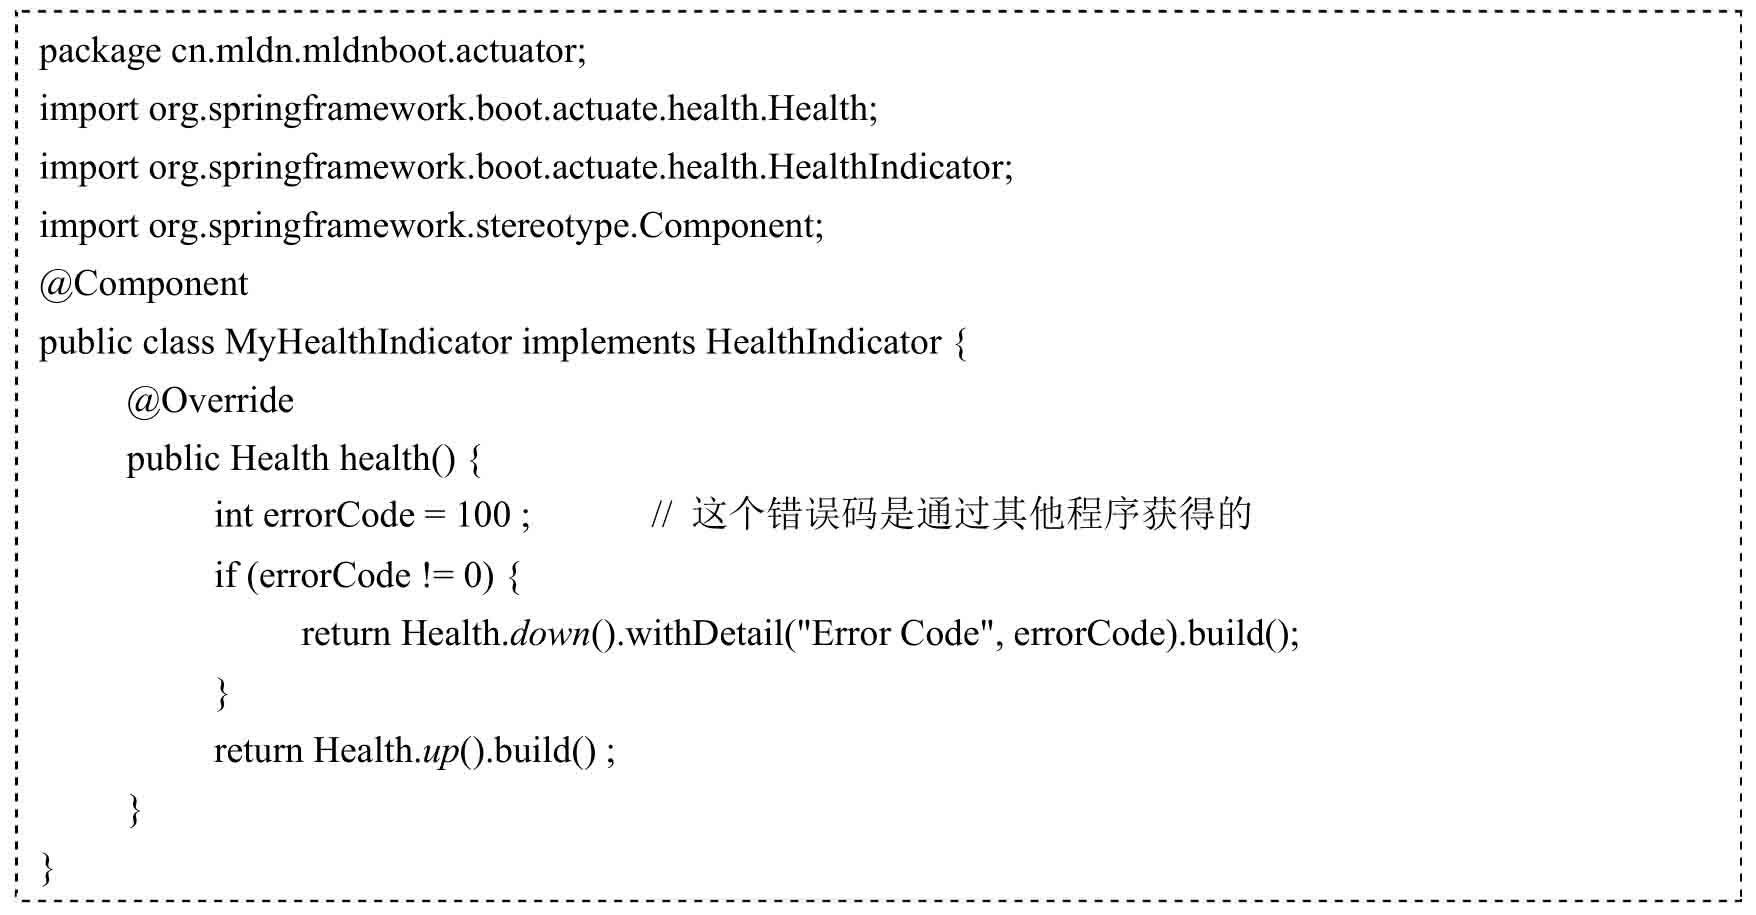 package cn.mldn.mldnboot.actuator;
import org.springframework.boot.actuate.health.Health;
import org.springframework.boot.actuate.health.HealthIndicator;
import org.springframework.stereotype.Component;
@Component
public class MyHealthIndicator implements HealthIndicator {
@Override
public Health health() {
int errorCode = 100 ; // 这个错误码是通过其他程序获得的
if (errorCode != 0) {
return Health.down().withDetail("Error Code", errorCode).build();
}
return Health.up().build() ;
}
}